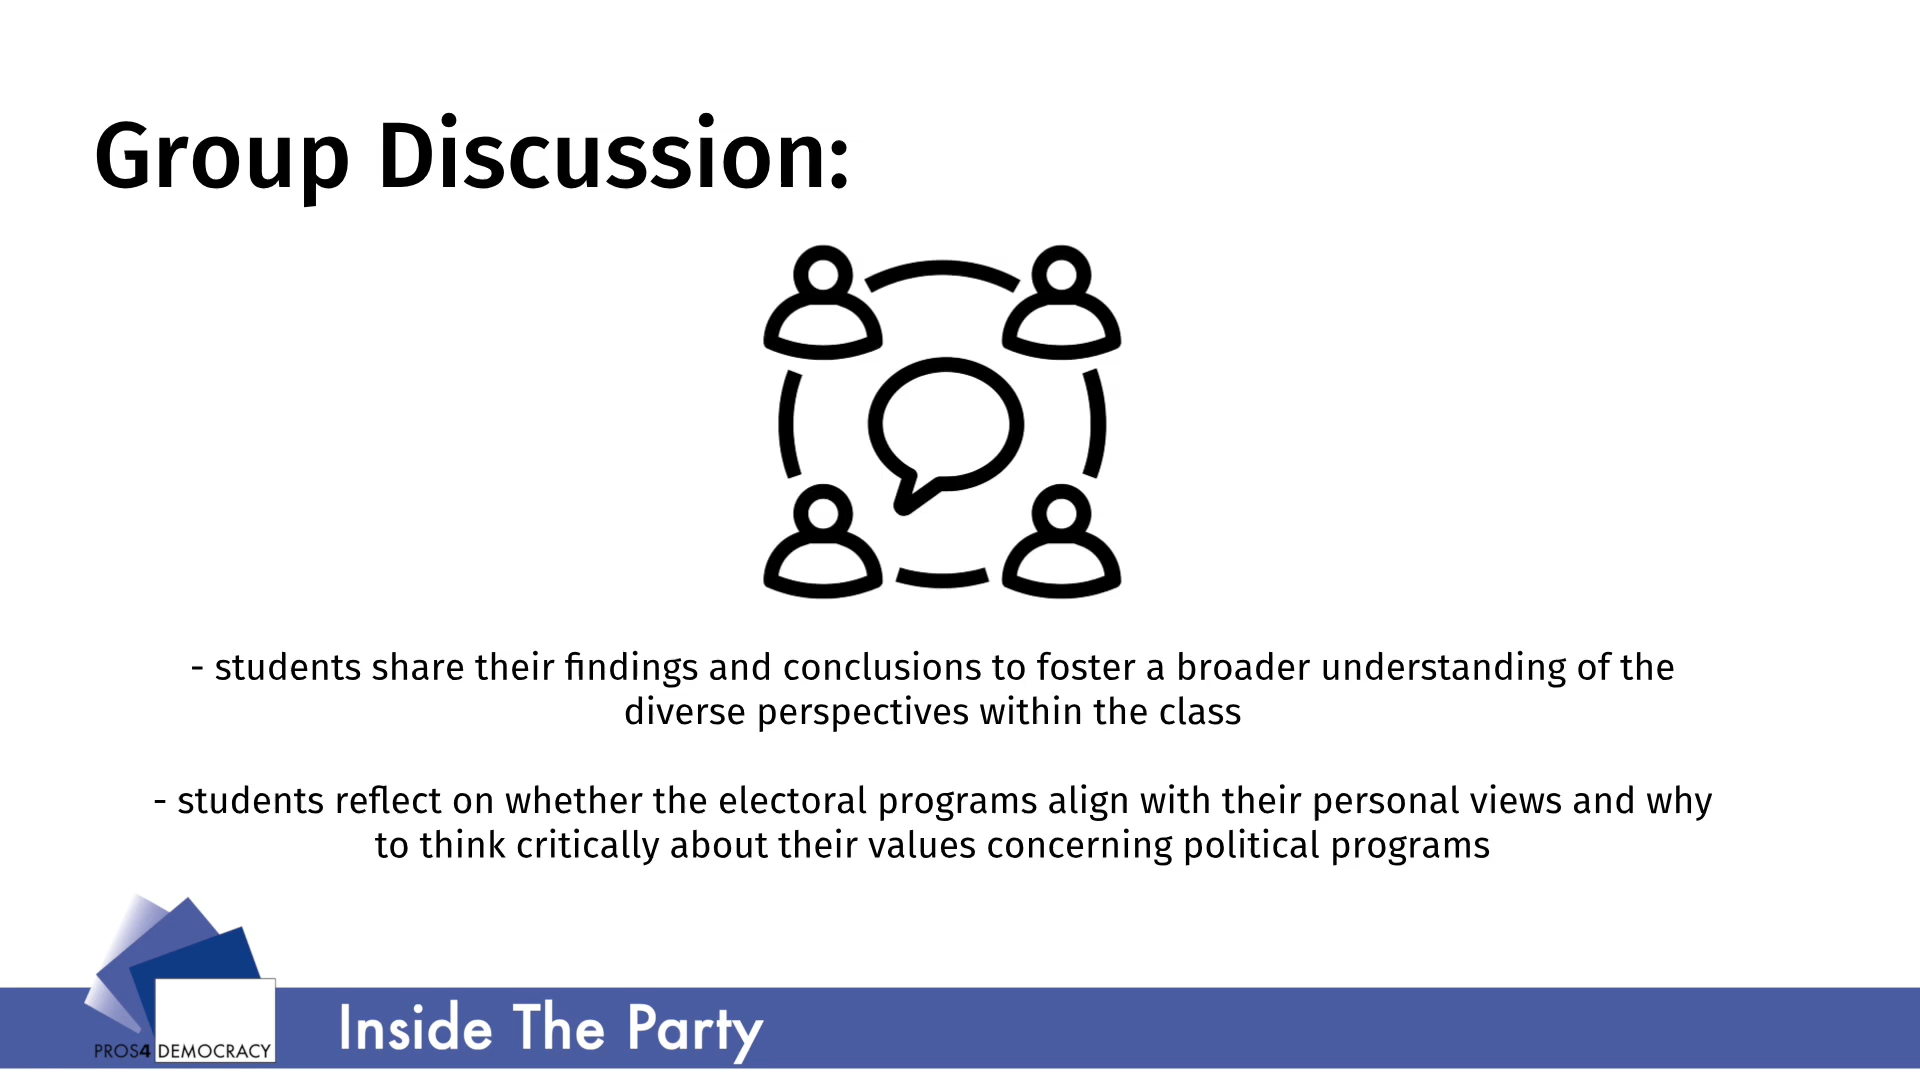 Group Discussion:
- students share their findings and conclusions to foster a broader understanding of the
diverse perspectives within the class
- students reflect on whether the electoral programs align with their personal views and why
to think critically about their values concerning political programs
PROS4 DEMOCRACY
Inside The Party